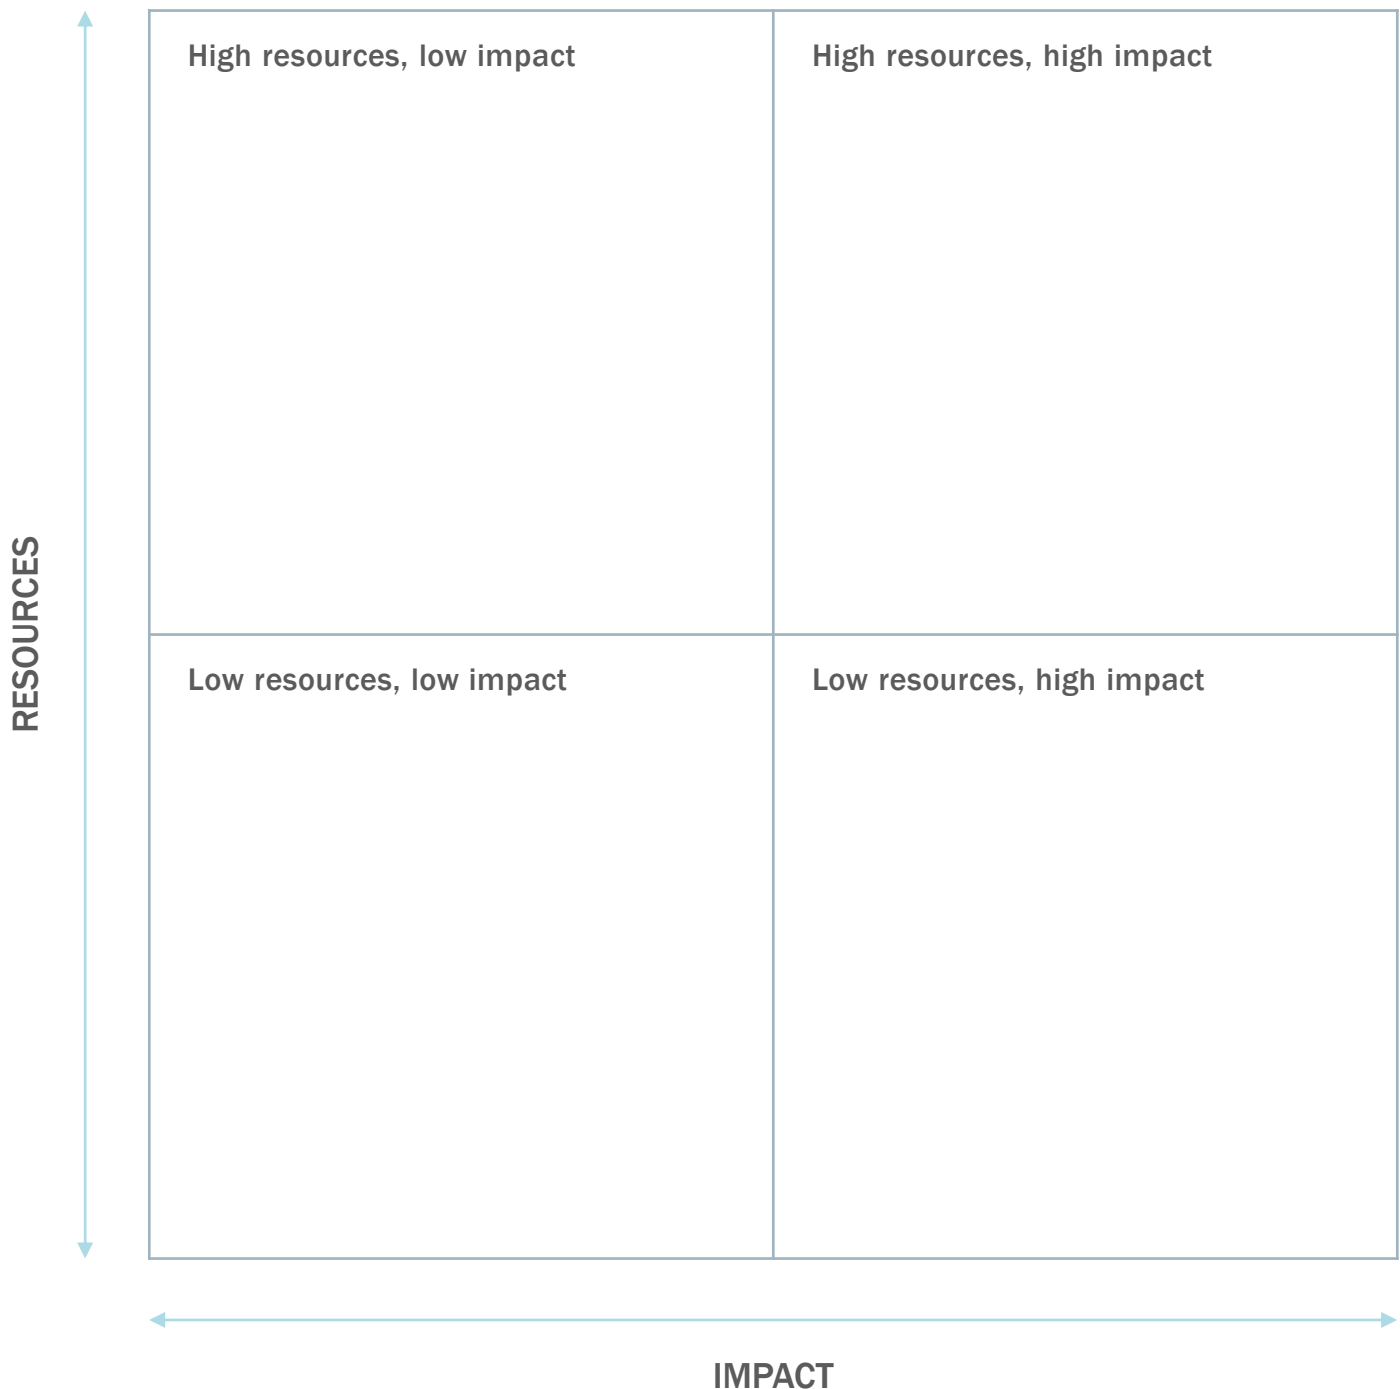 High resources, low impact
High resources, high impact
RESOURCES
Low resources, low impact
Low resources, high impact
IMPACT